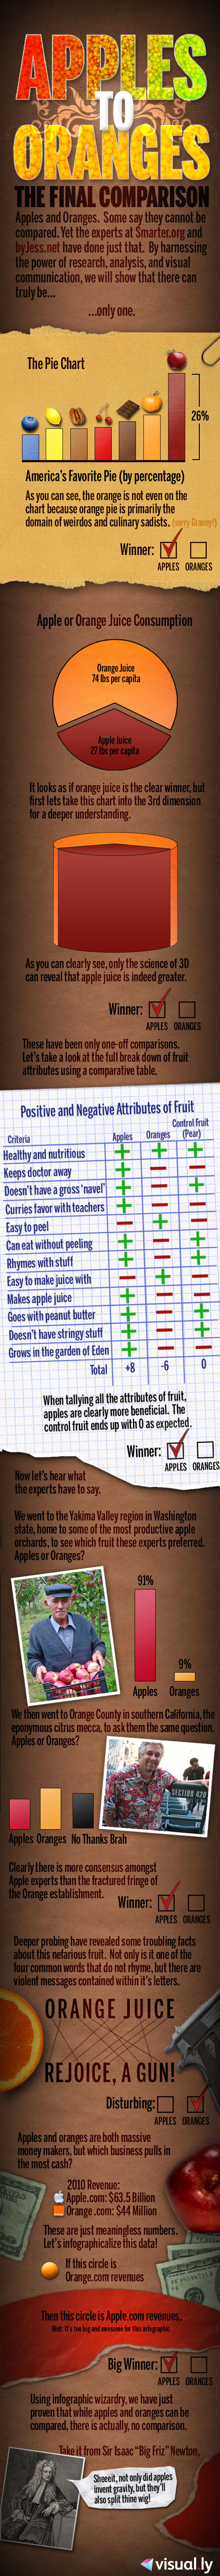 APPLES
TO
ORANGES
THE FINAL COMPARISON
Apples and Oranges. Some say they cannot be
compared. Yet the experts at Smarter.org and
byJess.net have done just that. By harnessing
the power of research, analysis, and visual
communication, we will show that there can
truly be...
...only one.
The Pie Chart
26%
America's Favorite Pie (by percentage)
As you can see, the orange is not even on the
chart because orange pie is primarily the
domain of weirdos and culinary sadists. (sorry Granny!)
Winner:
APPLES ORANGES
Apple or Orange Juice Consumption
Orange Juice
74 lbs per capita
Apple Juice
27 lbs per capita
It looks as if orange juice is the clear winner, but
first lets take this chart into the 3rd dimension
for a deeper understanding.
As you can clearly see, only the science of 3D
can reveal that apple juice is indeed greater.
Winner:
APPLES ORANGES
These have been only one-off comparisons.
Let's take a look at the full break down of fruit
attributes using a comparative table.
Positive and Negative Attributes of Fruit
Criteria Apples Oranges Control Fruit (Pear)
Healthy and nutritious + + +
Keeps doctor away + — —
Doesn't have a gross 'navel' + — +
Curries favor with teachers + — —
Easy to peel — + —
Can eat without peeling + — +
Rhymes with stuff + — +
Easy to make juice with — + —
Makes apple juice + — —
Goes with peanut butter + — +
Doesn't have stringy stuff + — +
Grows in the garden of Eden + — —
Total +8 -6 0
When tallying all the attributes of fruit,
apples are clearly more beneficial. The
control fruit ends up with 0 as expected.
Winner:
APPLES ORANGES
Now let's hear what
the experts have to say.
We went to the Yakima Valley region in Washington
state, home to some of the most productive apple
orchards, to see which fruit these experts preferred.
Apples or Oranges?
91%
9%
Apples Oranges
We then went to Orange County in southern California, the
eponymous citrus mecca, to ask them the same question.
Apples or Oranges?
SECTION 420
Apples Oranges No Thanks Brah
Clearly there is more consensus amongst
Apple experts than the fractured fringe of
the Orange establishment.
Winner:
APPLES ORANGES
Deeper probing have revealed some troubling facts
about this nefarious fruit. Not only is it one of the
four common words that do not rhyme, but there are
violent messages contained within it's letters.
ORANGE JUICE
REJOICE, A GUN!
Disturbing:
APPLES ORANGES
Apples and oranges are both massive
money makers, but which business pulls in
the most cash?
2010 Revenue:
Apple.com: $63.5 Billion
Orange .com: $44 Million
These are just meaningless numbers.
Let's infographicalize this data!
If this circle is
Orange.com revenues
Then this circle is Apple.com revenues.
Not: It's too big and awesome for this infographic
Big Winner:
APPLES ORANGES
Using infographic wizardry, we have just
proven that while apples and oranges can be
compared, there is actually, no comparison.
Take it from Sir Isaac "Big Friz" Newton,
Sheeeit, not only did apples
invent gravity, but they'll
also split thine wig!
visual.ly